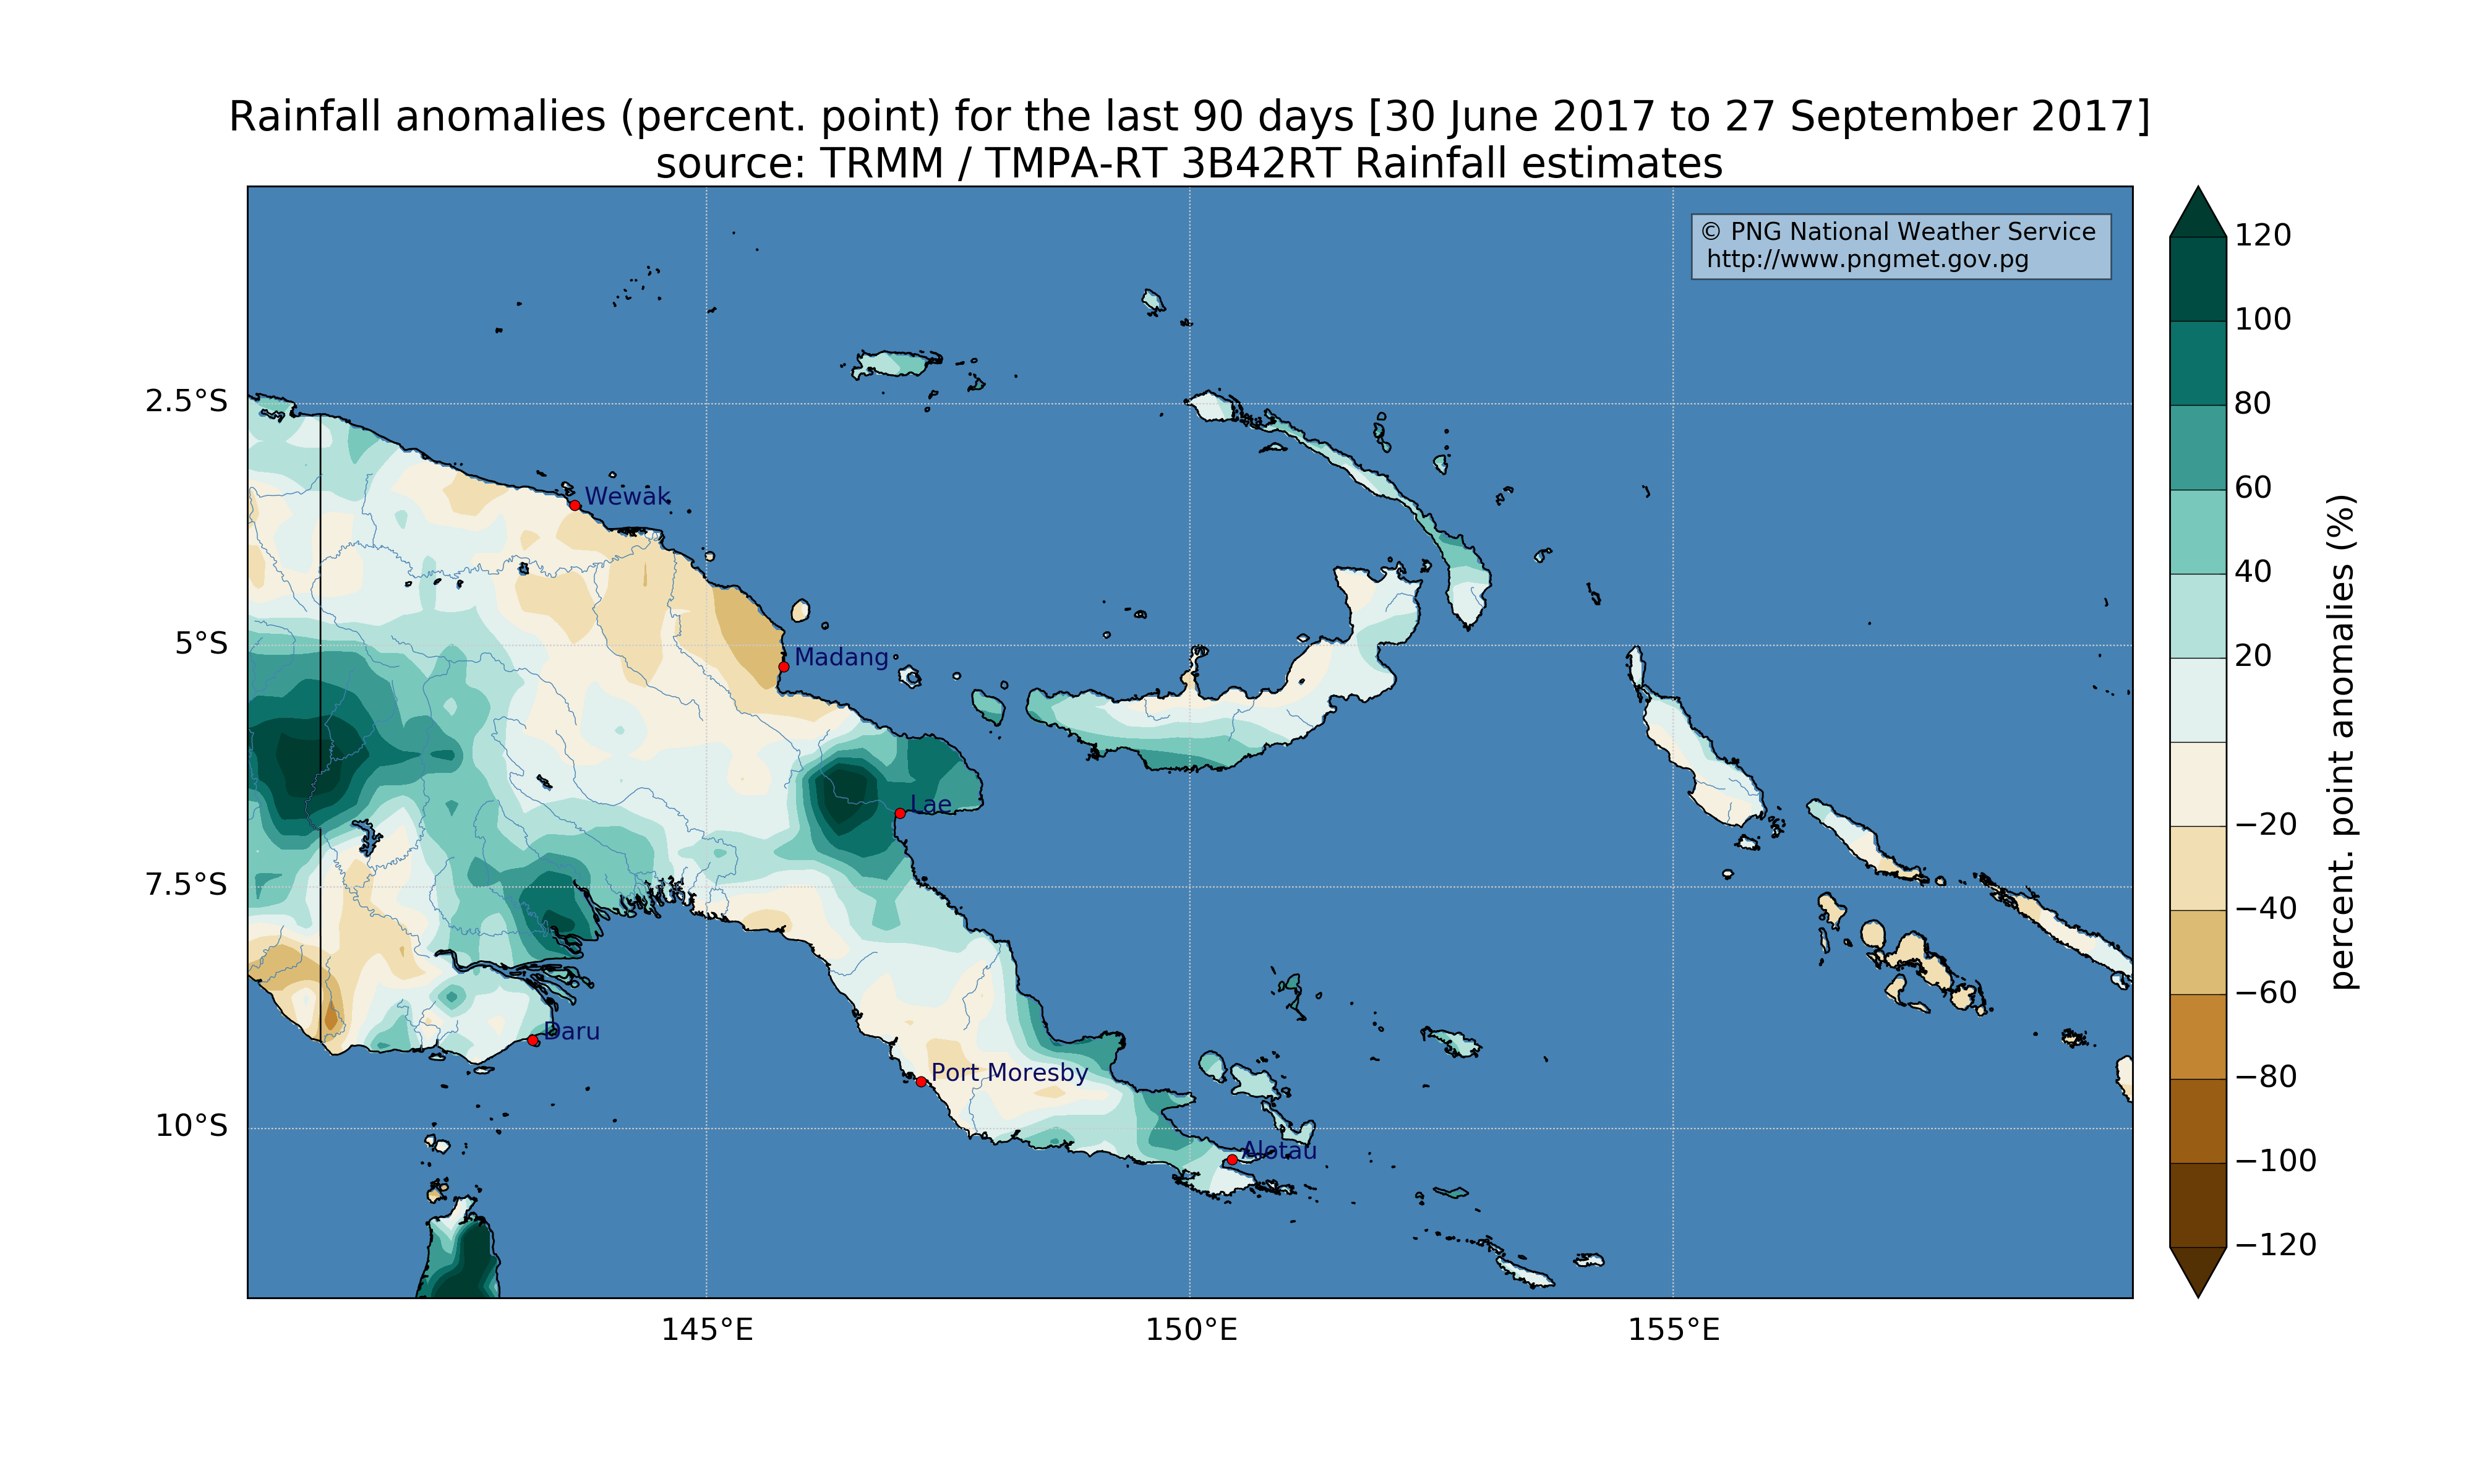 Rainfall anomalies (percent. point) for the last 90 days [30 June 2017 to 27 September 2017]
source: TRMM / TMPA-RT 3B42RT Rainfall estimates
© PNG National Weather Service
http://www.pngmet.gov.pg
2.5°S
5°S
7.5°S
10°S
Wewak
Madang
Lae
Daru
Port Moresby
Alotau
145°E
150°E
155°E
120
100
80
60
40
20
−20
−40
−60
−80
−100
−120
percent. point anomalies (%)